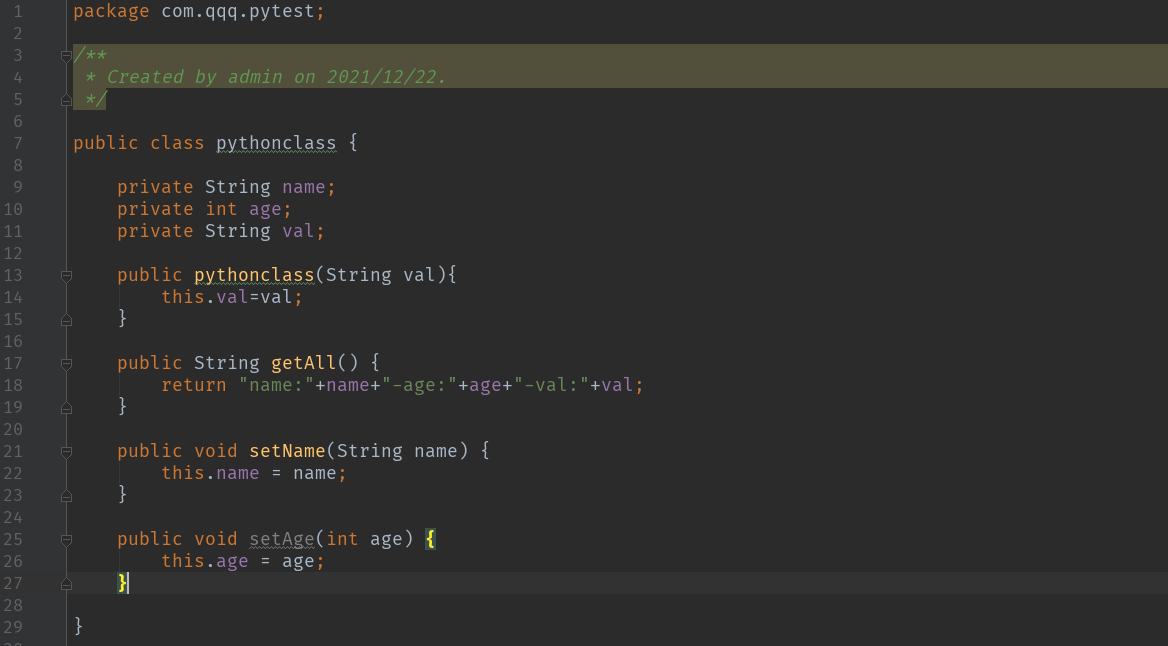 1 package com.qqq.pytest;
2
3 /**
4 * Created by admin on 2021/12/22.
5 */
6
7 public class pythonclass {
8
9 private String name;
10 private int age;
11 private String val;
12
13 public pythonclass(String val){
14 this.val=val;
15 }
16
17 public String getAll() {
18 return "name:"+name+"-age:"+age+"-val:"+val;
19 }
20
21 public void setName(String name) {
22 this.name = name;
23 }
24
25 public void setAge(int age) {
26 this.age = age;
27 }
28
29 }